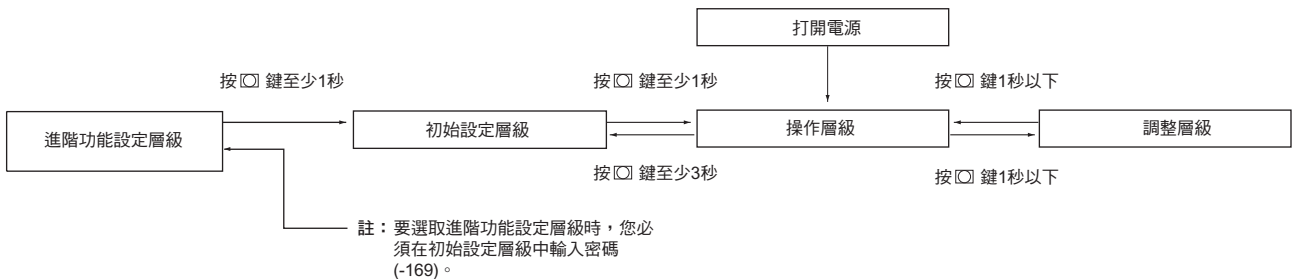 打開電源
按 鍵至少1秒
按 鍵至少1秒
按 鍵1秒以下
進階功能設定層級
初始設定層級
操作層級
調整層級
按 鍵至少3秒
按 鍵1秒以下
註：要選取進階功能設定層級時，您必
須在初始設定層級中輸入密碼
(-169)。